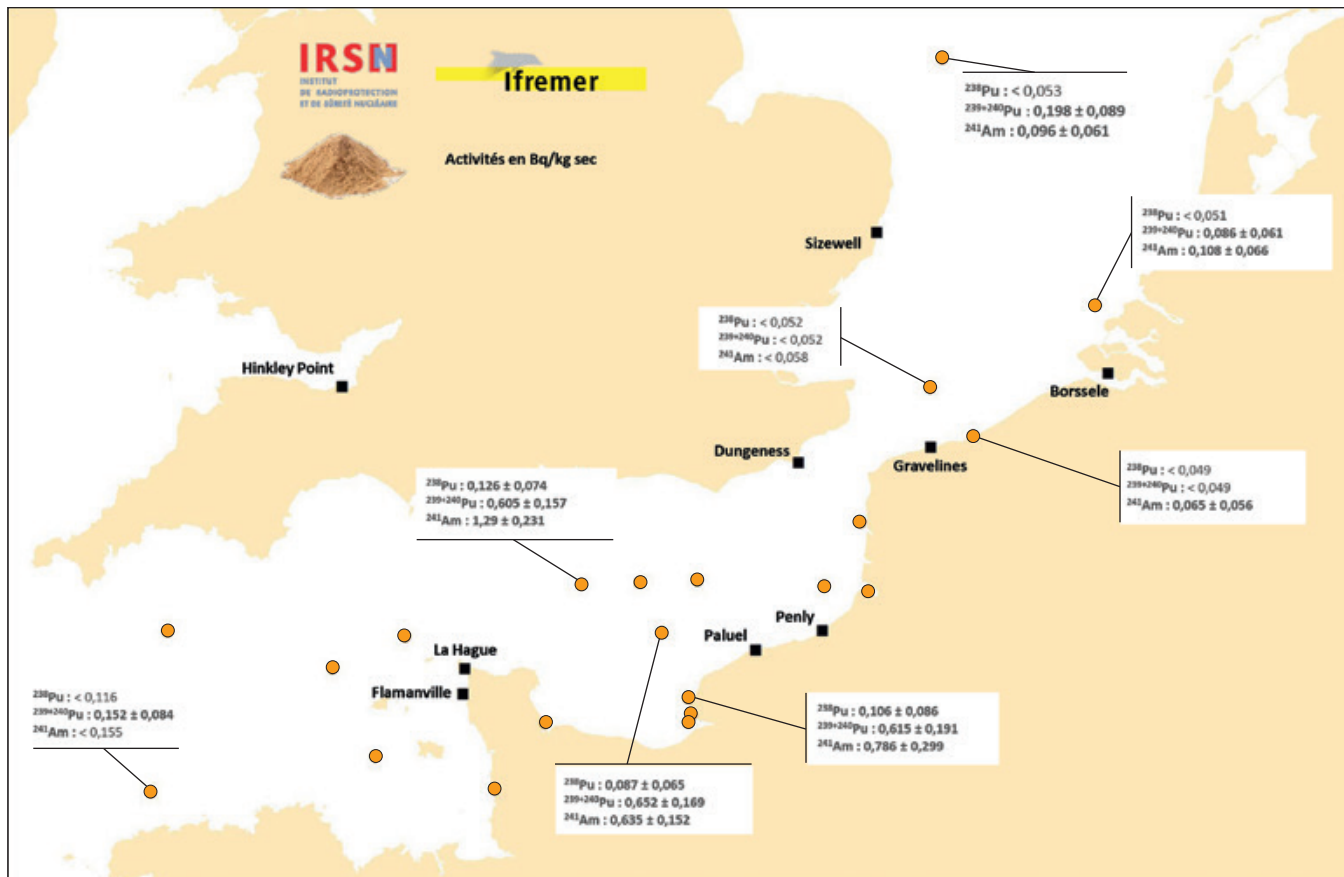 IRSN
INSTITUT
DE RADIOPROTECTION
ET DE SÛRETÉ NUCLÉAIRE
Ifremer
Activités en Bq/kg sec
²³⁸Pu : < 0,053
²³⁹⁺²⁴⁰Pu : 0,198 ± 0,089
²⁴¹Am : 0,096 ± 0,061
²³⁸Pu : < 0,051
²³⁹⁺²⁴⁰Pu : 0,086 ± 0,061
²⁴¹Am : 0,108 ± 0,066
Sizewell
²³⁸Pu : < 0,052
²³⁹⁺²⁴⁰Pu : < 0,052
²⁴¹Am : < 0,058
Hinkley Point
Borssele
Dungeness
Gravelines
²³⁸Pu : < 0,049
²³⁹⁺²⁴⁰Pu : < 0,049
²⁴¹Am : 0,065 ± 0,056
²³⁸Pu : 0,126 ± 0,074
²³⁹⁺²⁴⁰Pu : 0,605 ± 0,157
²⁴¹Am : 1,29 ± 0,231
Penly
Paluel
La Hague
Flamanville
²³⁸Pu : < 0,116
²³⁹⁺²⁴⁰Pu : 0,152 ± 0,084
²⁴¹Am : < 0,155
²³⁸Pu : 0,106 ± 0,086
²³⁹⁺²⁴⁰Pu : 0,615 ± 0,191
²⁴¹Am : 0,786 ± 0,299
²³⁸Pu : 0,087 ± 0,065
²³⁹⁺²⁴⁰Pu : 0,652 ± 0,169
²⁴¹Am : 0,635 ± 0,152